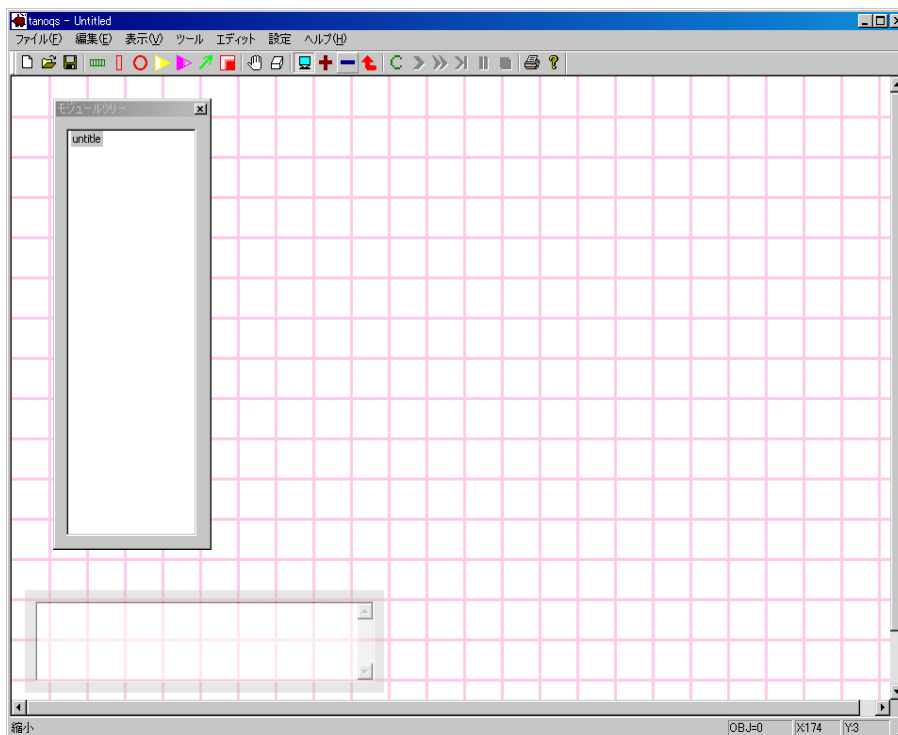 tanoqs - Untitled
ファイル(F) 編集(E) 表示(V) ツール エディット 設定 ヘルプ(H)
モジュールツリー
untitle
縮小 OBJ=0 X174 Y:3